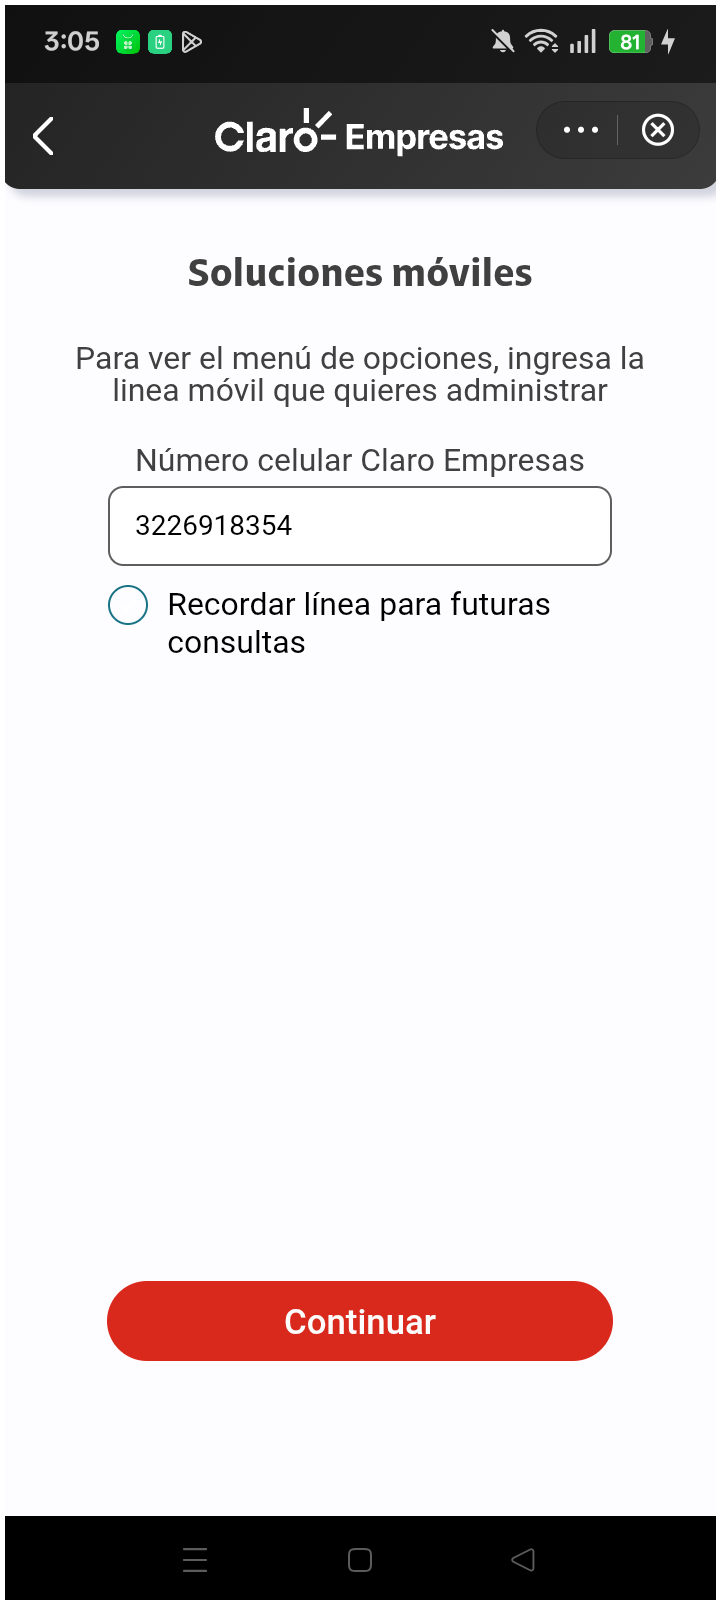 3:05
81
Claro Empresas
Soluciones móviles
Para ver el menú de opciones, ingresa la
linea móvil que quieres administrar
Número celular Claro Empresas
3226918354
Recordar línea para futuras
consultas
Continuar